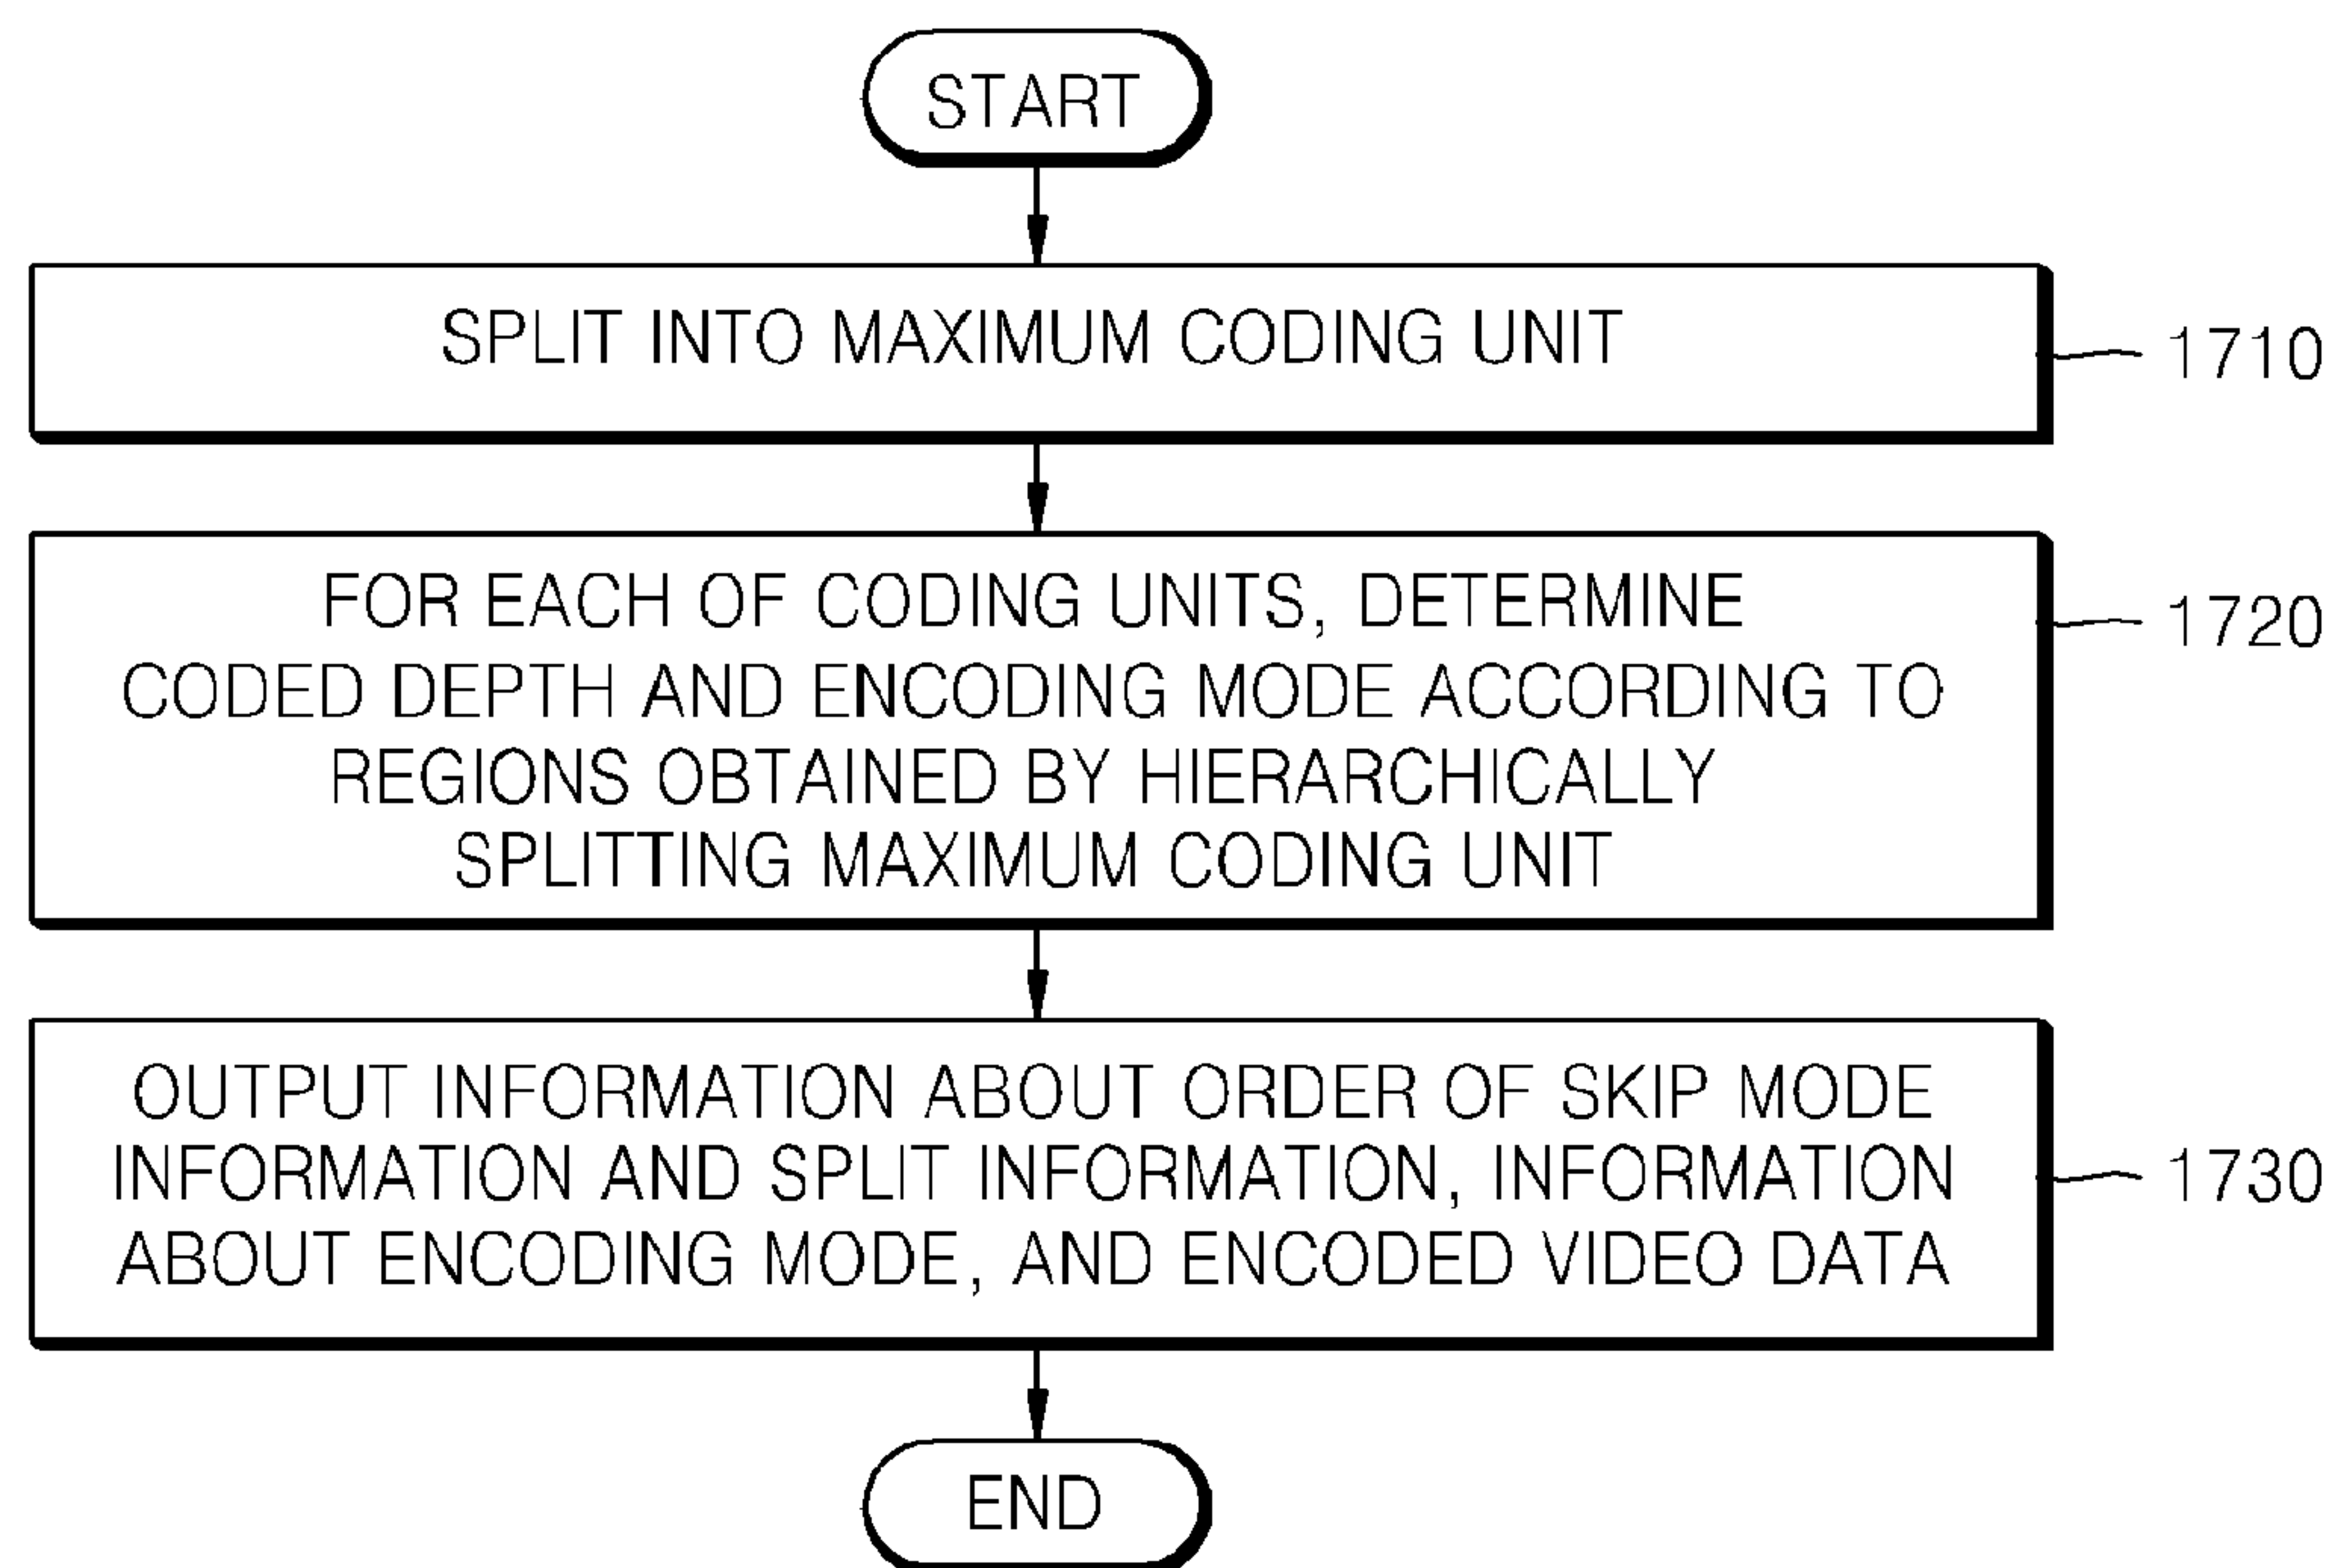 START
SPLIT INTO MAXIMUM CODING UNIT
1710
FOR EACH OF CODING UNITS, DETERMINE
CODED DEPTH AND ENCODING MODE ACCORDING TO
REGIONS OBTAINED BY HIERARCHICALLY
SPLITTING MAXIMUM CODING UNIT
1720
OUTPUT INFORMATION ABOUT ORDER OF SKIP MODE
INFORMATION AND SPLIT INFORMATION, INFORMATION
ABOUT ENCODING MODE, AND ENCODED VIDEO DATA
1730
END